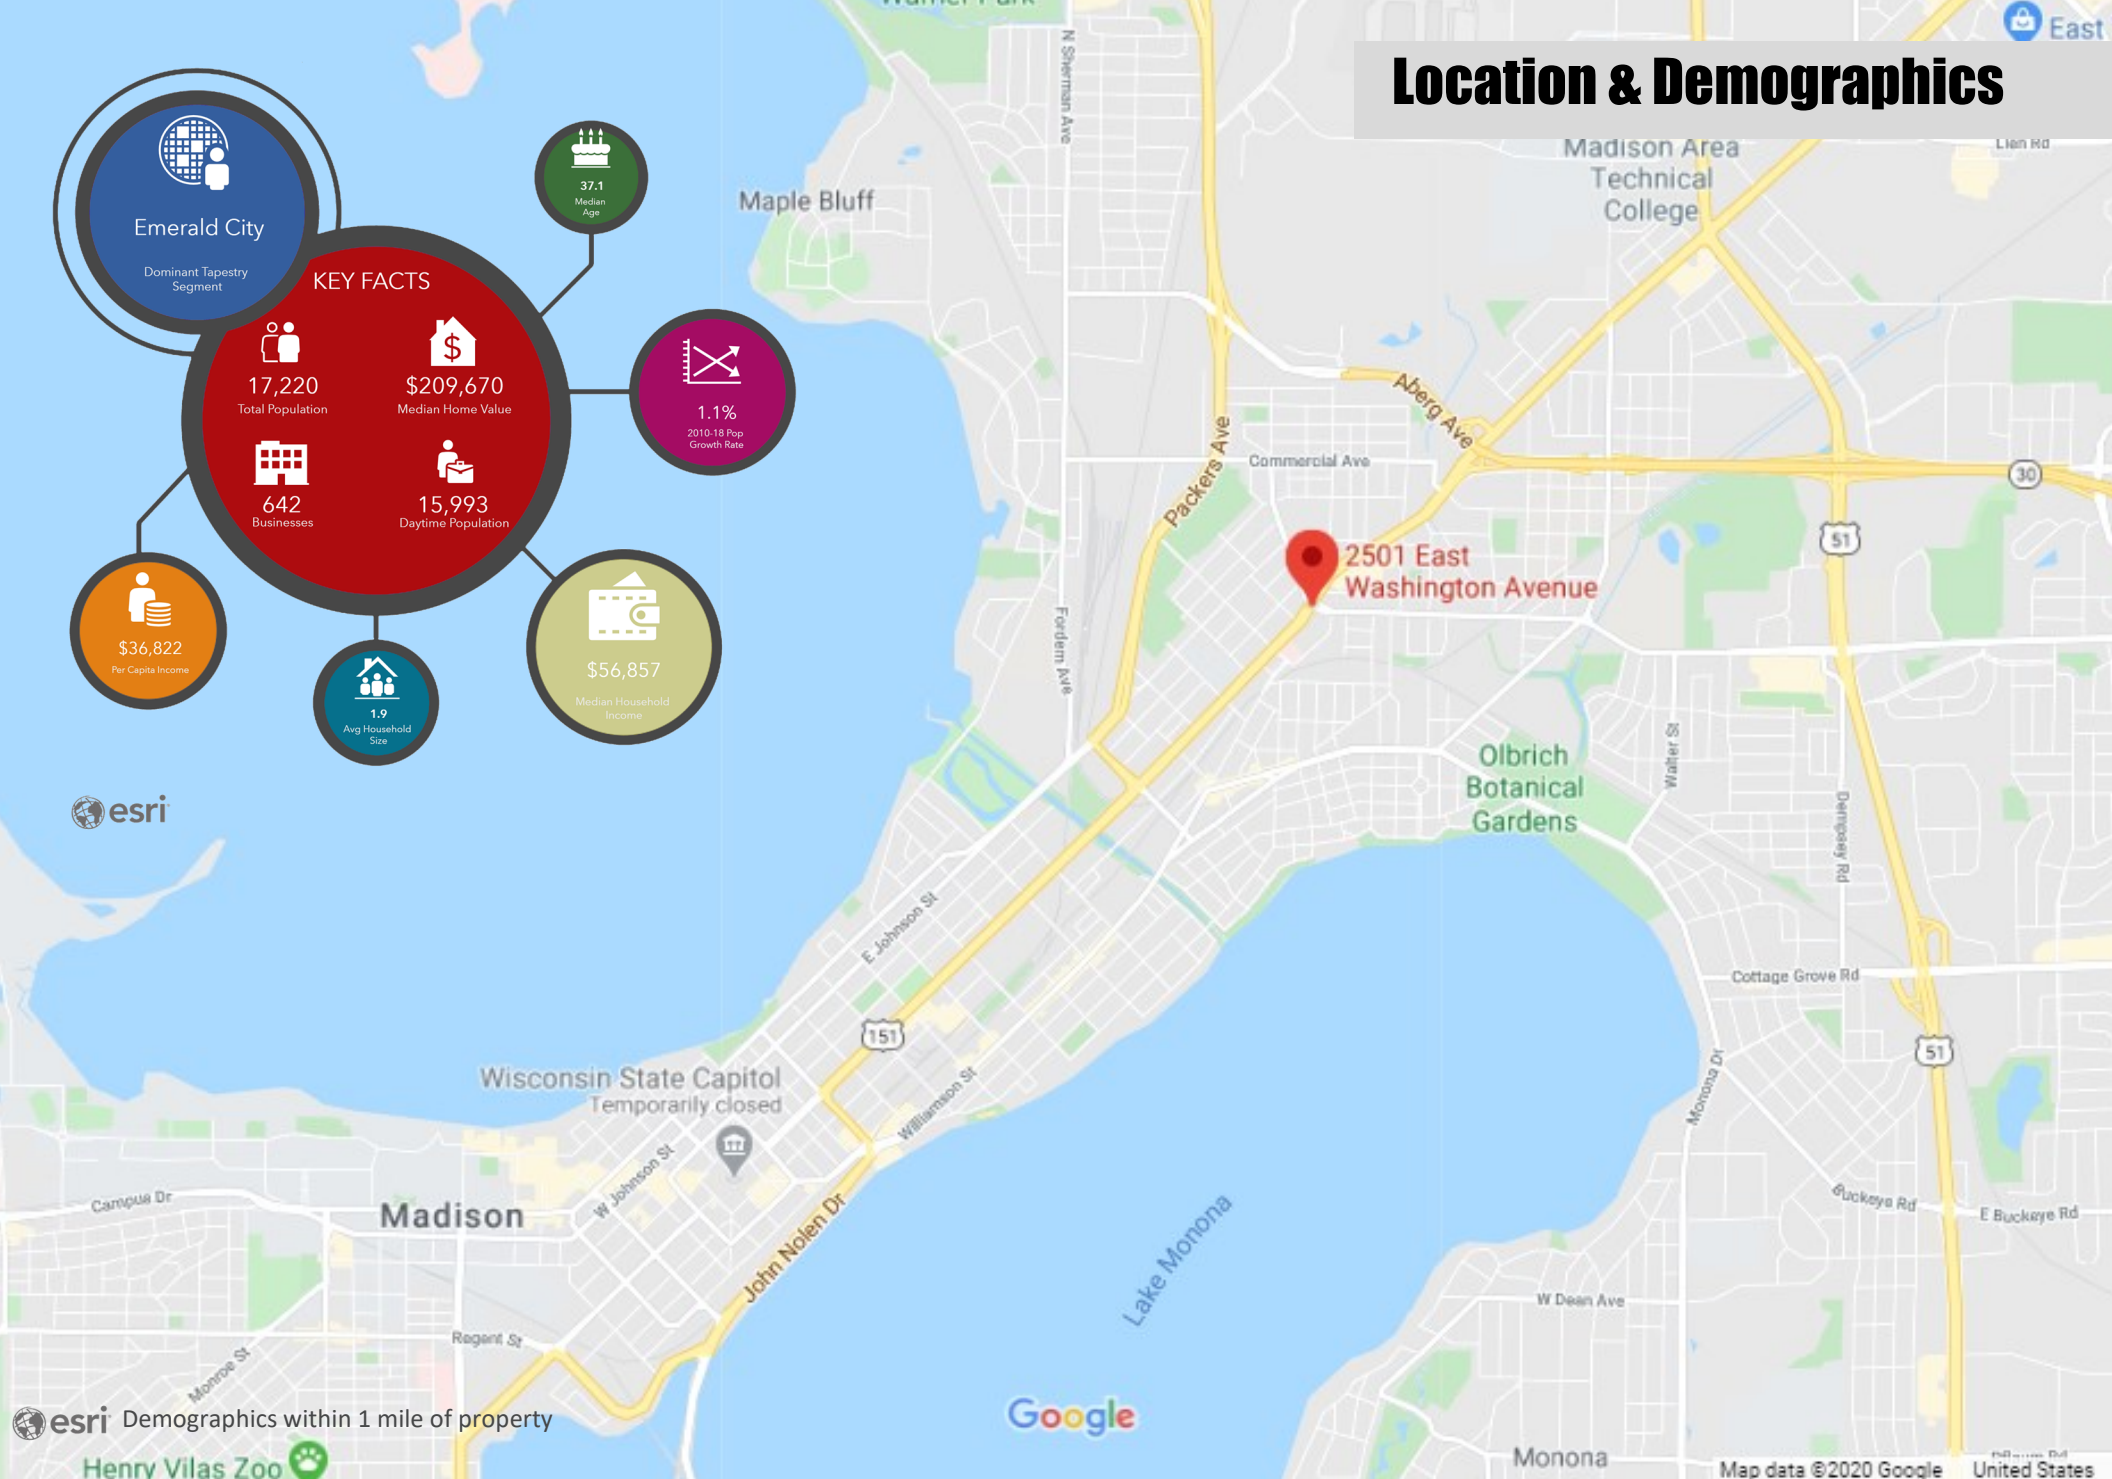 Location & Demographics
Emerald City
Dominant Tapestry
Segment
KEY FACTS
17,220
Total Population
$209,670
Median Home Value
642
Businesses
15,993
Daytime Population
37.1
Median
Age
1.1%
2010-18 Pop
Growth Rate
$36,822
Per Capita Income
1.9
Avg Household
Size
$56,857
Median Household
Income
esri
East
N Sherman Ave
Madison Area
Technical
College
Lien Rd
Maple Bluff
Aberg Ave
Packers Ave
Commercial Ave
30
51
2501 East
Washington Avenue
Fordem Ave
Walter St
Olbrich
Botanical
Gardens
Dempsey Rd
E Johnson St
Cottage Grove Rd
151
51
Wisconsin State Capitol
Temporarily closed
Williamson St
Monona Dr
W Johnson St
Campus Dr
Madison
John Nolen Dr
Lake Monona
Buckeye Rd
E Buckeye Rd
W Dean Ave
Regent St
Monroe St
Google
esri Demographics within 1 mile of property
Henry Vilas Zoo
Monona
Map data ©2020 Google United States